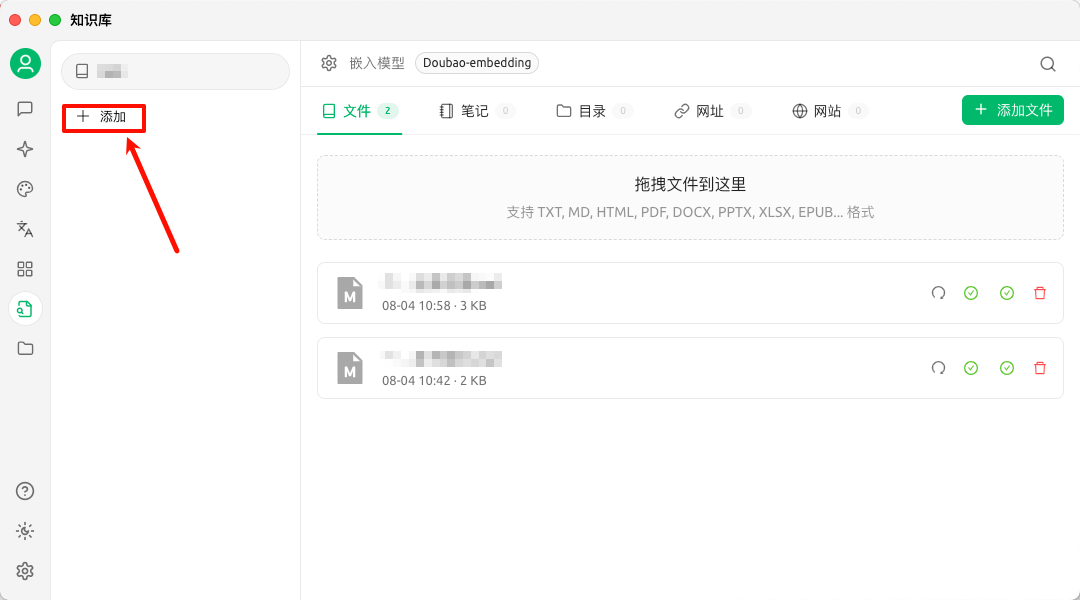 知识库
嵌入模型 Doubao-embedding
添加
文件 2 笔记 0 目录 0 网址 0 网站 0 添加文件
拖拽文件到这里
支持 TXT, MD, HTML, PDF, DOCX, PPTX, XLSX, EPUB... 格式
M
08-04 10:58 · 3 KB
M
08-04 10:42 · 2 KB